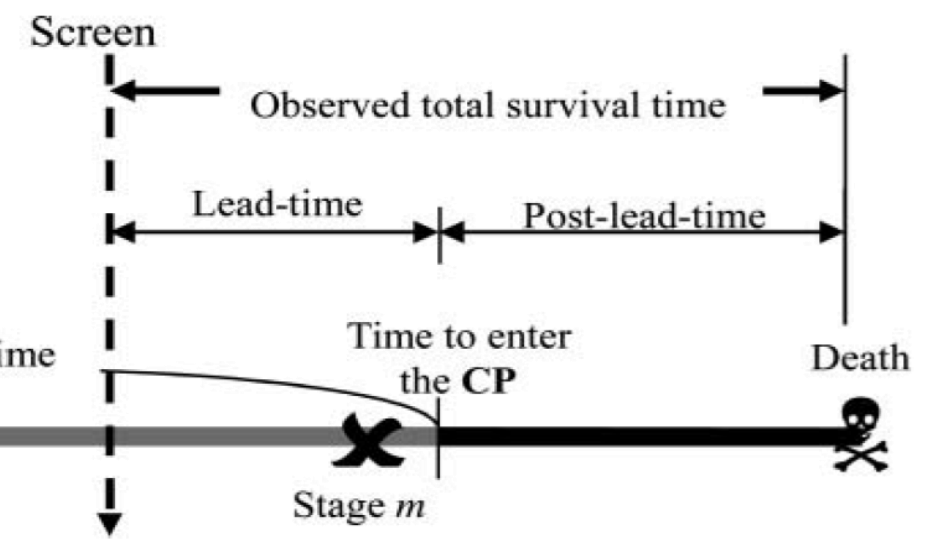 Screen
Observed total survival time
Lead-time
Post-lead-time
Time to enter
the CP
ime
Death
Stage m